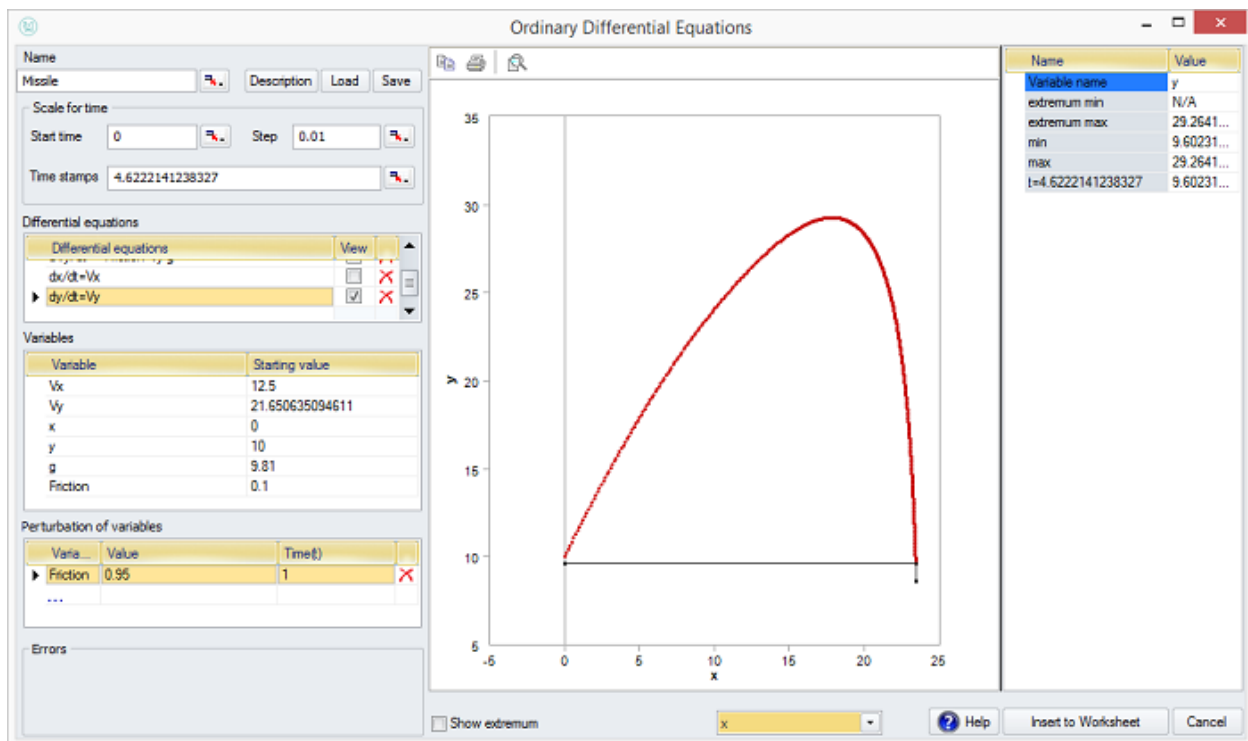 Ordinary Differential Equations
Name
Missile
Description Load Save
Scale for time
Start time 0 Step 0.01
Time stamps 4.6222141238327
Differential equations
Differential equations View
dx/dt=Vx
dy/dt=Vy
Variables
Variable Starting value
Vx 12.5
Vy 21.650635094611
x 0
y 10
g 9.81
Friction 0.1
Perturbation of variables
Varia... Value Time(t)
Friction 0.95 1
...
Errors
35
30
25
y 20
15
10
5
-5 0 5 10 15 20 25
x
Show extremum x Help Insert to Worksheet Cancel
Name Value
Variable name y
extremum min N/A
extremum max 29.2641...
min 9.60231...
max 29.2641...
t=4.6222141238327 9.60231...